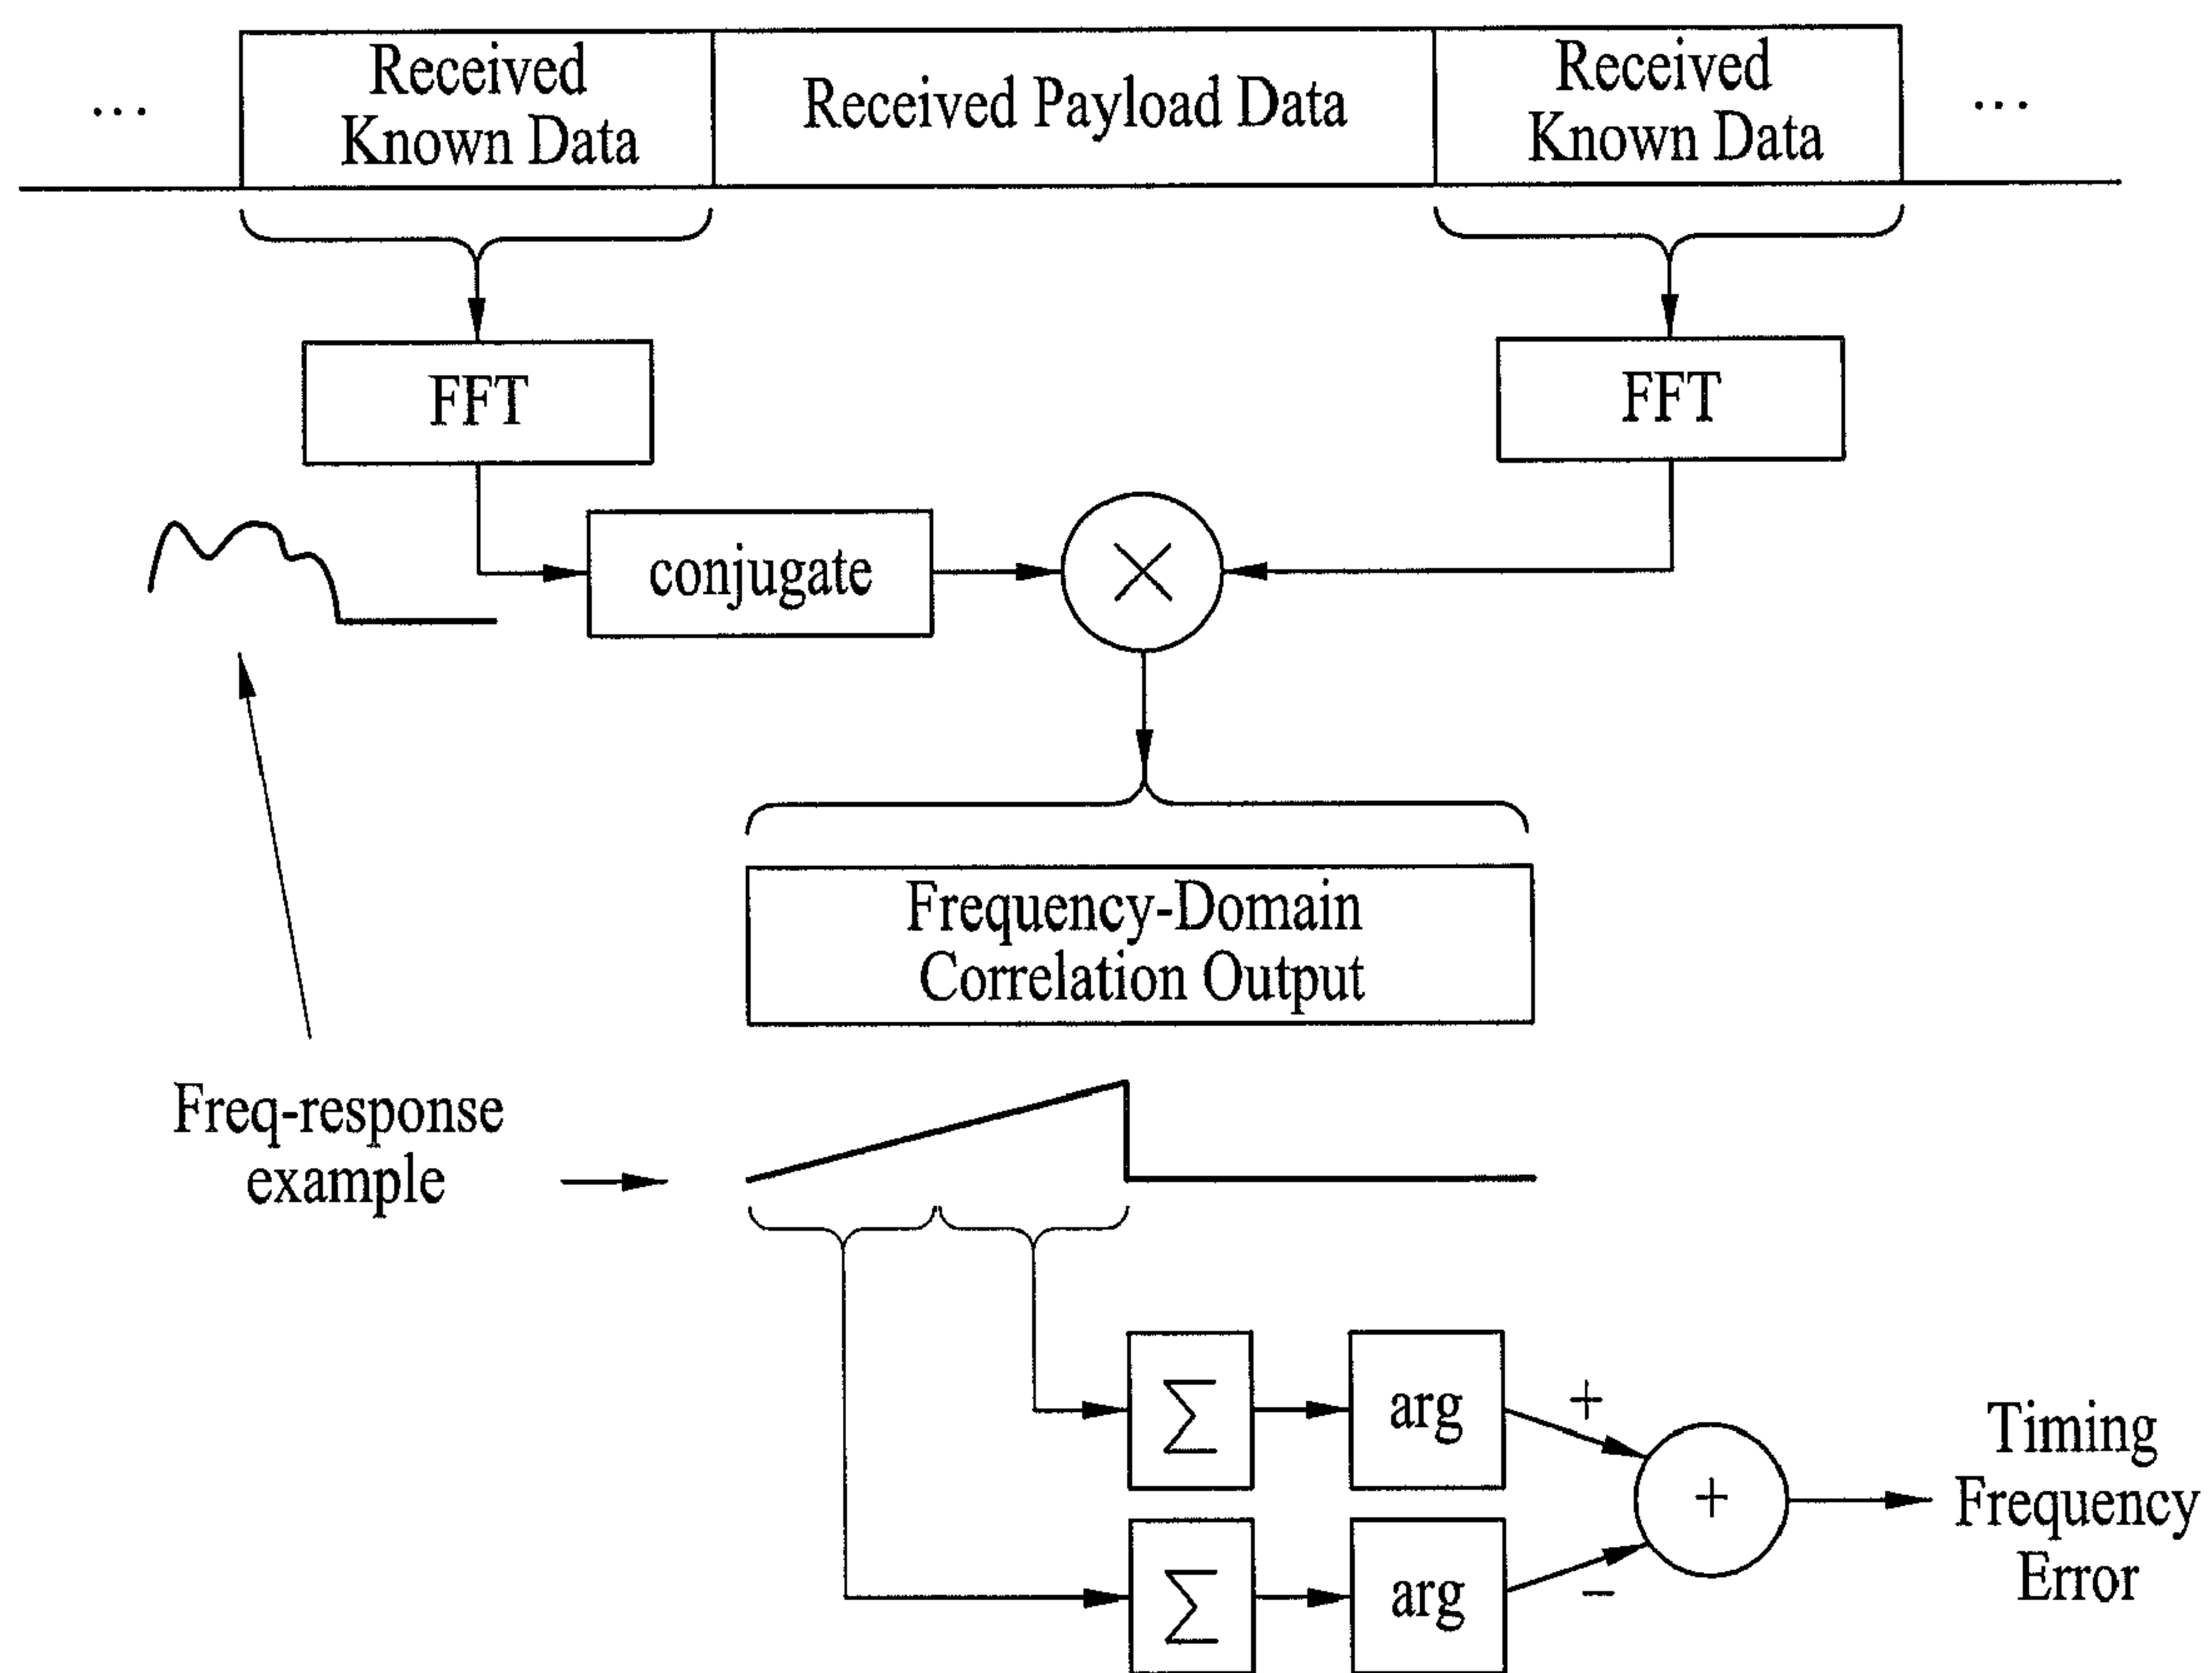 ...
Received
Known Data
Received Payload Data
Received
Known Data
...
FFT
FFT
conjugate
×
Frequency-Domain
Correlation Output
Freq-response
example
∑
arg
+
+
Timing
Frequency
Error
∑
arg
−